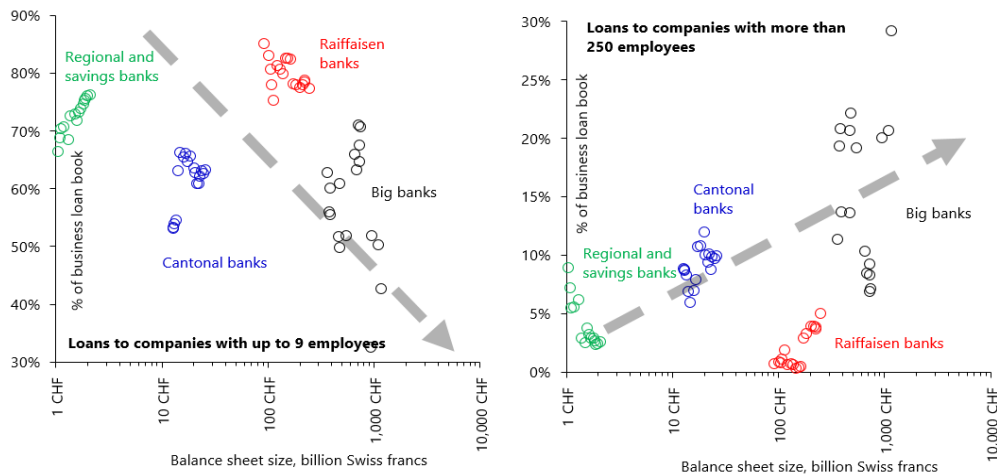 90%
80%
70%
60%
50%
40%
30%
% of business loan book
Regional and
savings banks
Raiffaisen
banks
Big banks
Cantonal banks
Loans to companies with up to 9 employees
1 CHF
10 CHF
100 CHF
1,000 CHF
10,000 CHF
Balance sheet size, billion Swiss francs
30%
25%
20%
15%
10%
5%
0%
% of business loan book
Loans to companies with more than
250 employees
Cantonal
banks
Big banks
Regional and
savings banks
Raiffaisen banks
1 CHF
10 CHF
100 CHF
1,000 CHF
10,000 CHF
Balance sheet size, billion Swiss francs